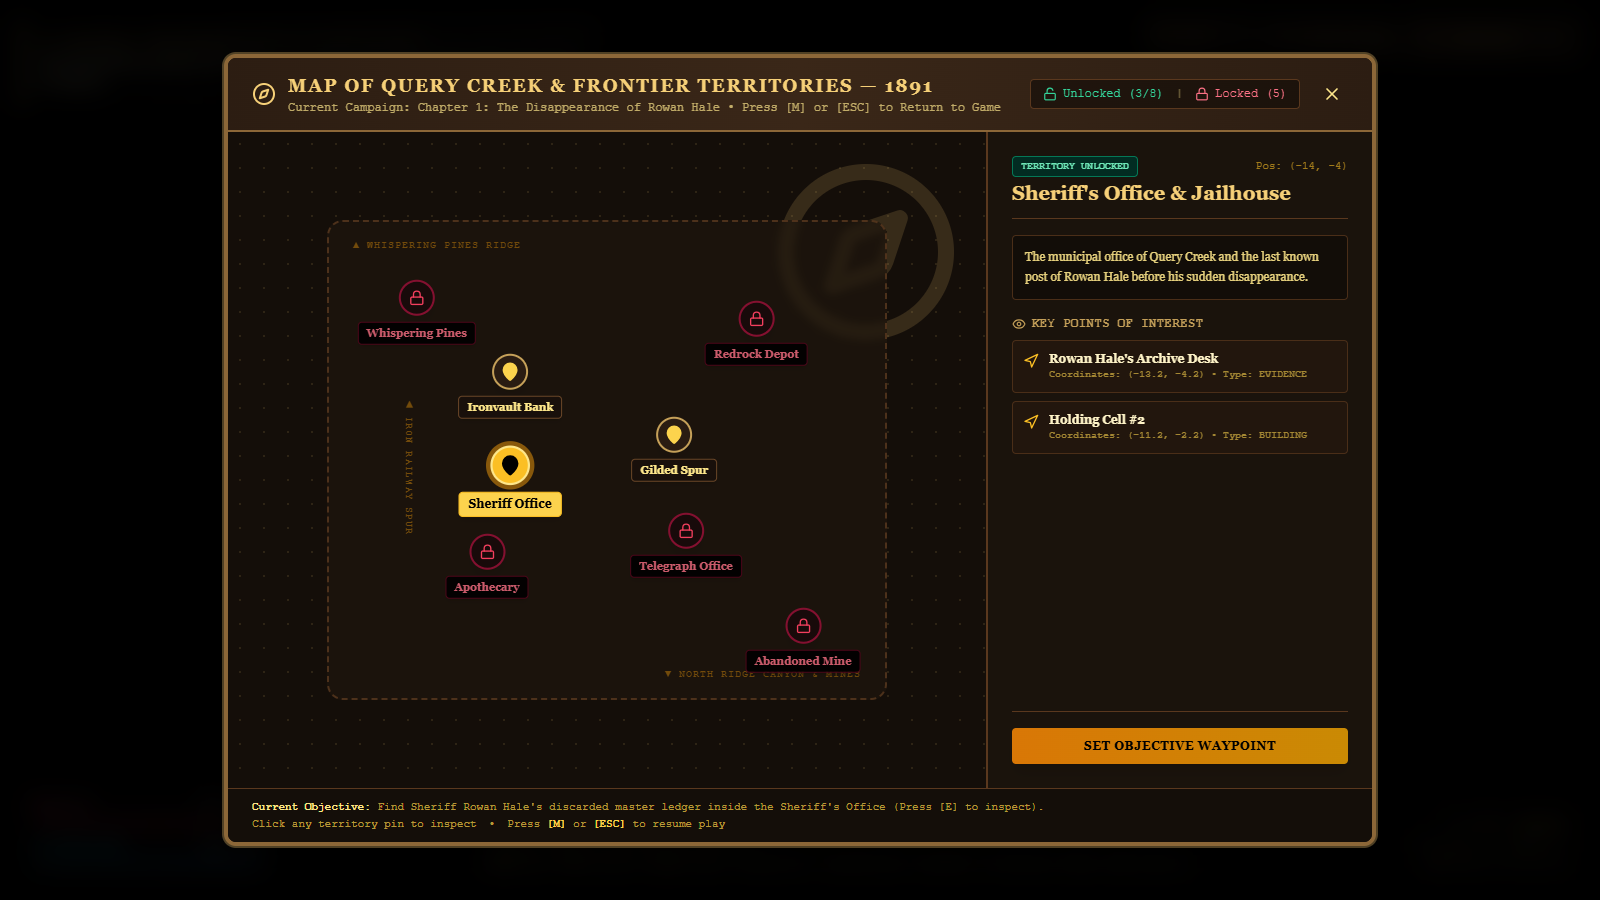 MAP OF QUERY CREEK & FRONTIER TERRITORIES — 1891
Current Campaign: Chapter 1: The Disappearance of Rowan Hale • Press [M] or [ESC] to Return to Game
Unlocked (3/8) | Locked (5)
▲ WHISPERING PINES RIDGE
Whispering Pines
Redrock Depot
Ironvault Bank
▲ IRON RAILWAY SPUR
Gilded Spur
Sheriff Office
Telegraph Office
Apothecary
Abandoned Mine
▼ NORTH RIDGE CANYON & MINES
TERRITORY UNLOCKED
Pos: (-14, -4)
Sheriff's Office & Jailhouse
The municipal office of Query Creek and the last known
post of Rowan Hale before his sudden disappearance.
KEY POINTS OF INTEREST
Rowan Hale's Archive Desk
Coordinates: (-13.2, -4.2) • Type: EVIDENCE
Holding Cell #2
Coordinates: (-11.2, -2.2) • Type: BUILDING
SET OBJECTIVE WAYPOINT
Current Objective: Find Sheriff Rowan Hale's discarded master ledger inside the Sheriff's Office (Press [E] to inspect).
Click any territory pin to inspect • Press [M] or [ESC] to resume play